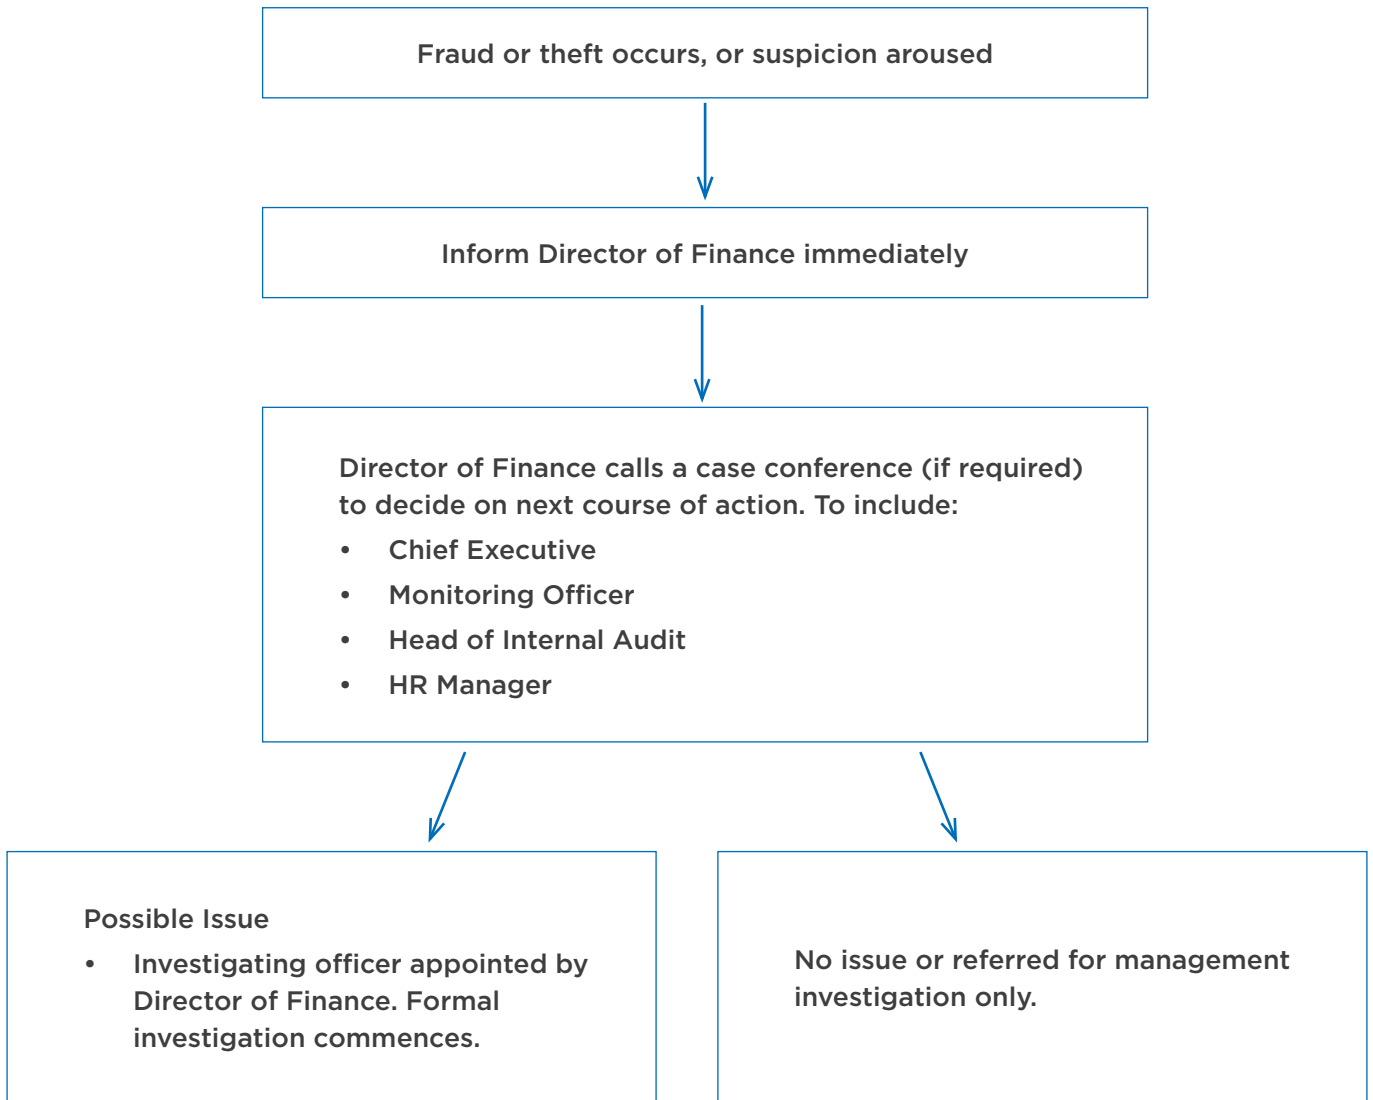 Fraud or theft occurs, or suspicion aroused
Inform Director of Finance immediately
Director of Finance calls a case conference (if required)
to decide on next course of action. To include:
• Chief Executive
• Monitoring Officer
• Head of Internal Audit
• HR Manager
Possible Issue
• Investigating officer appointed by
Director of Finance. Formal
investigation commences.
No issue or referred for management
investigation only.